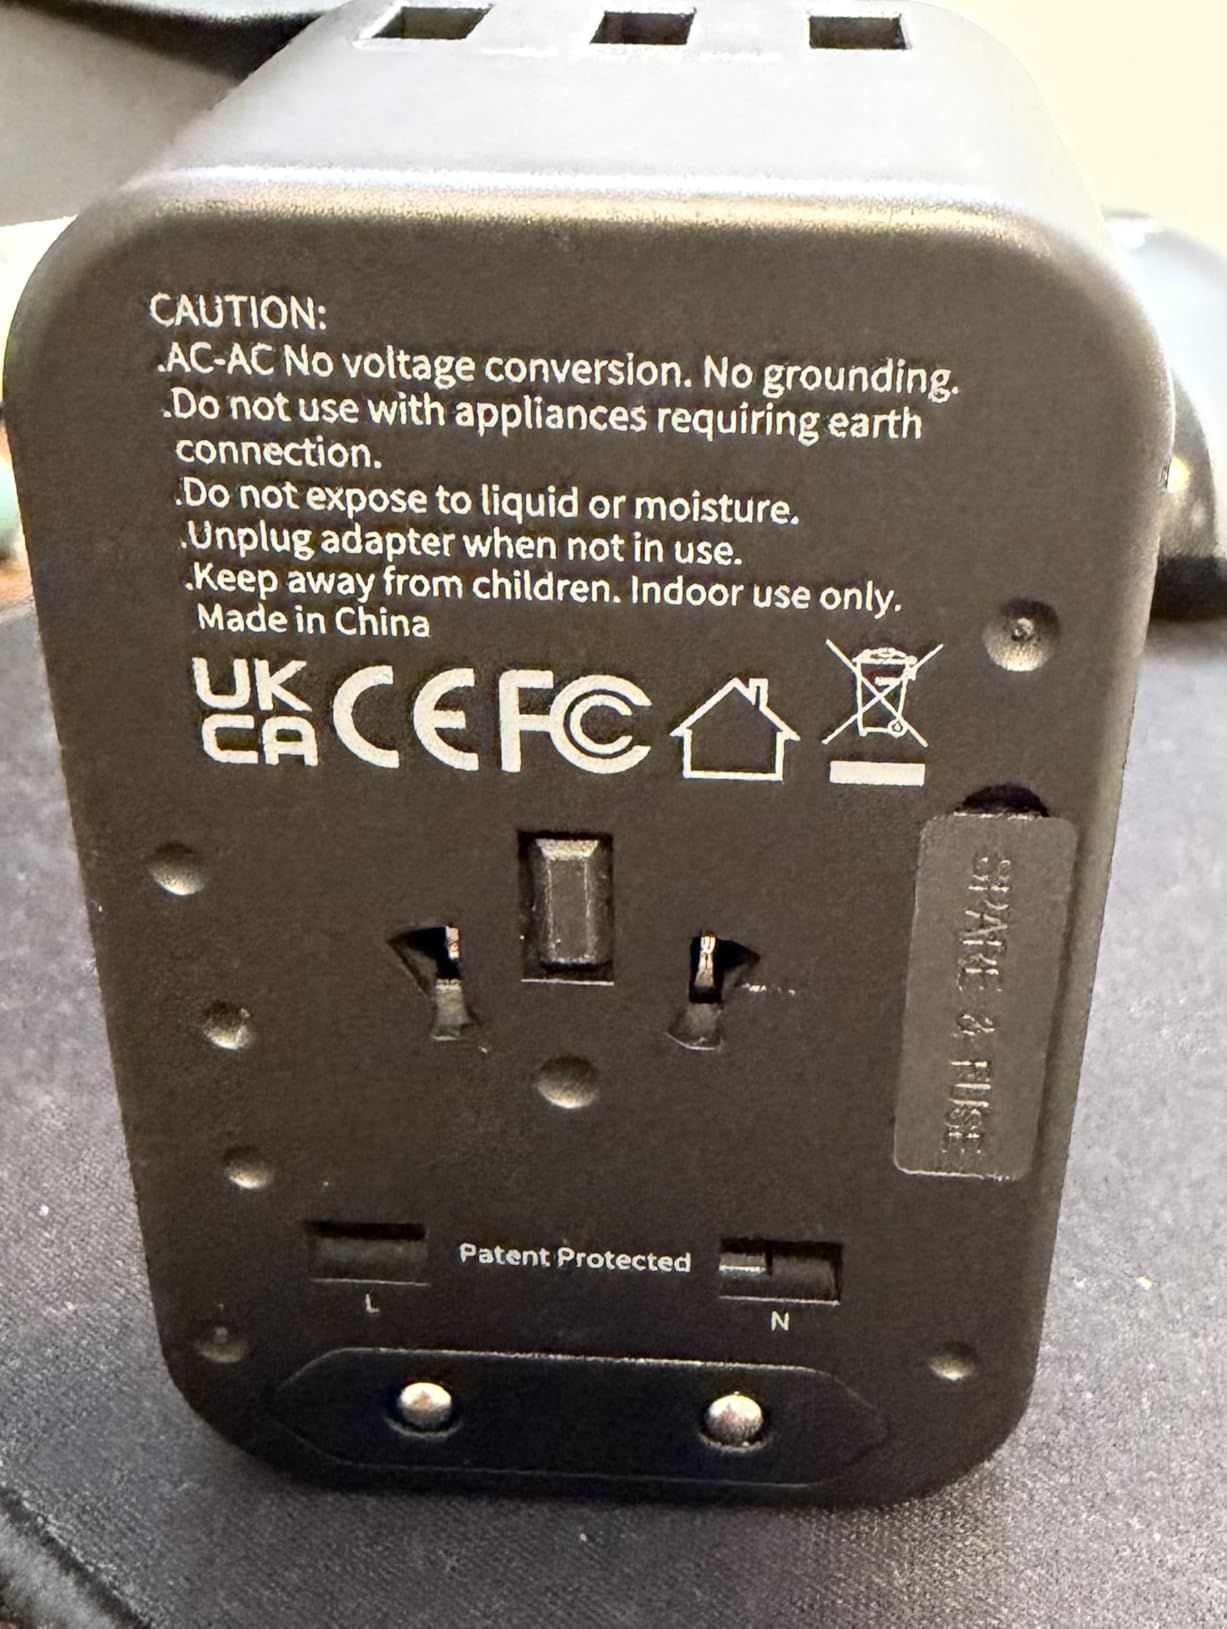 CAUTION:
.AC-AC No voltage conversion. No grounding.
.Do not use with appliances requiring earth
connection.
.Do not expose to liquid or moisture.
.Unplug adapter when not in use.
.Keep away from children. Indoor use only.
Made in China
UK
CA CE FC
SPARE & FUSE
Patent Protected
L N